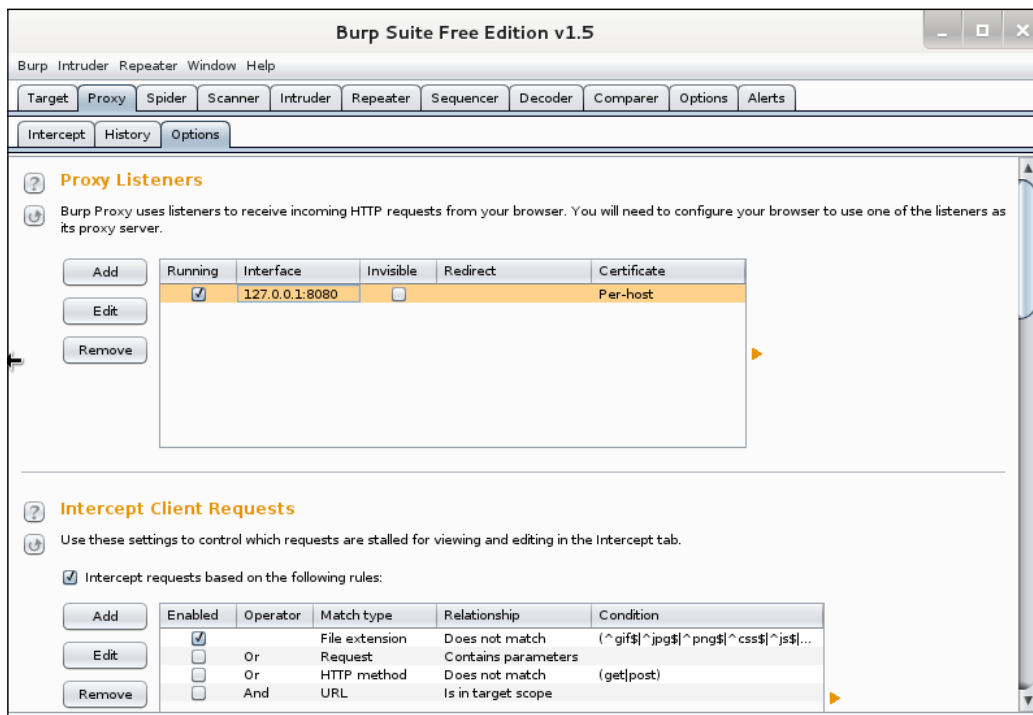 Burp Suite Free Edition v1.5
Burp Intruder Repeater Window Help
Target Proxy Spider Scanner Intruder Repeater Sequencer Decoder Comparer Options Alerts
Intercept History Options
? Proxy Listeners
Burp Proxy uses listeners to receive incoming HTTP requests from your browser. You will need to configure your browser to use one of the listeners as
its proxy server.
Add Running Interface Invisible Redirect Certificate
127.0.0.1:8080 Per-host
Edit
Remove
? Intercept Client Requests
Use these settings to control which requests are stalled for viewing and editing in the Intercept tab.
Intercept requests based on the following rules:
Add Enabled Operator Match type Relationship Condition
File extension Does not match (^gif$|^jpg$|^png$|^css$|^js$|...
Edit Or Request Contains parameters
Or HTTP method Does not match (get|post)
Remove And URL Is in target scope